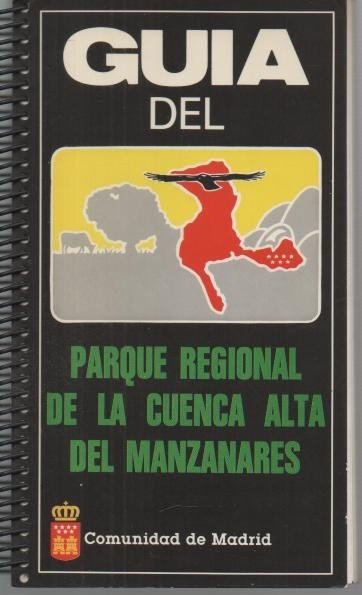 GUIA
DEL
PARQUE REGIONAL
DE LA CUENCA ALTA
DEL MANZANARES
Comunidad de Madrid